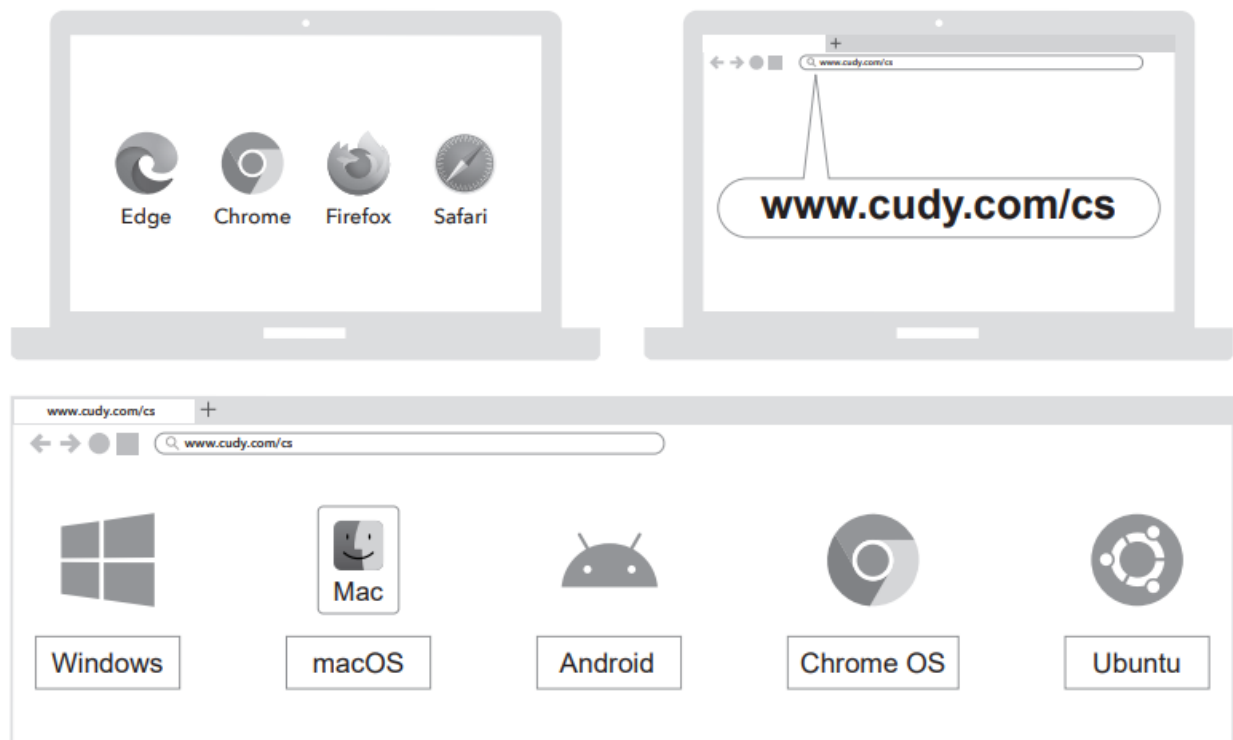 Edge Chrome Firefox Safari
+
www.cudy.com/cs
www.cudy.com/cs
www.cudy.com/cs +
www.cudy.com/cs
Mac
Windows macOS Android Chrome OS Ubuntu